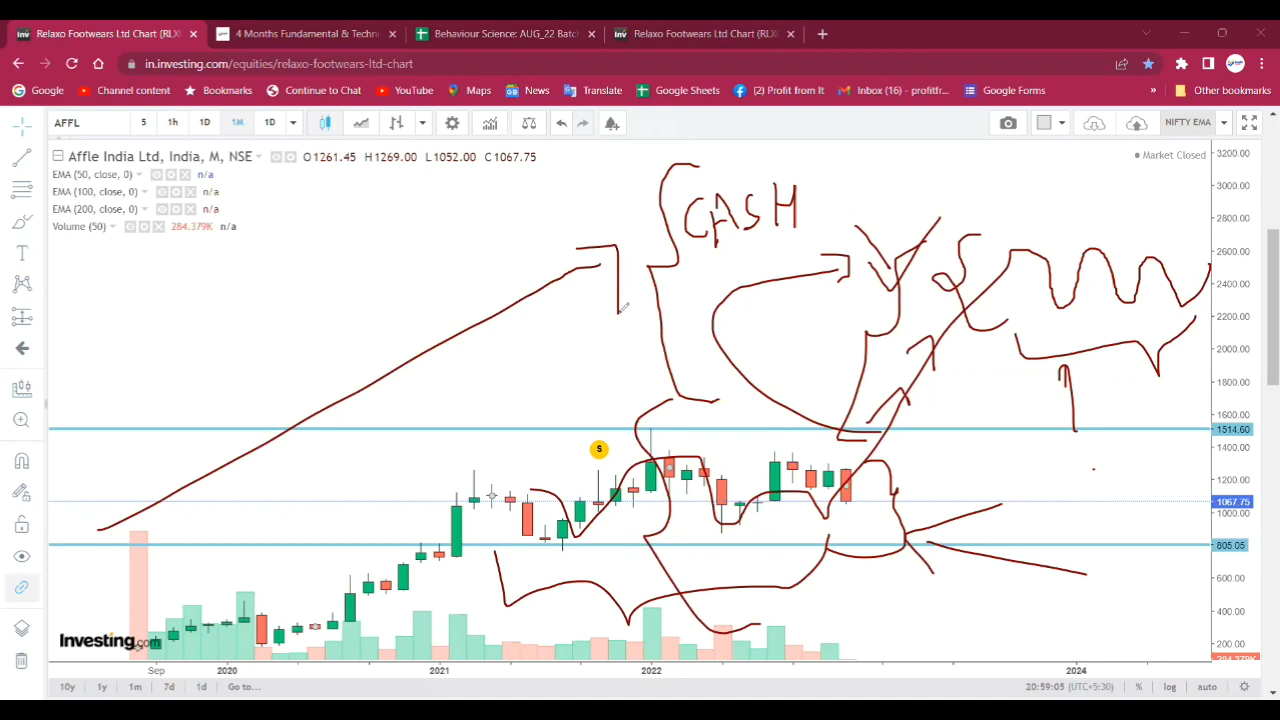 Relaxo Footwears Ltd Chart (RLX
4 Months Fundamental & Techni
Behaviour Science: AUG_22 Batch
Relaxo Footwears Ltd Chart (RL
in.investing.com/equities/relaxo-footwears-ltd-chart
Google
Channel content
Bookmarks
Continue to Chat
YouTube
Maps
News
Translate
Google Sheets
(2) Profit from It
Inbox (16) - profitfr...
Google Forms
»
Other bookmarks
AFFL
5
1h
1D
1M
1D
NIFTY EMA
Affle India Ltd, India, M, NSE
O1261.45 H1269.00 L1052.00 C1067.75
Market Closed
EMA (50, close, 0)
n/a
EMA (100, close, 0)
n/a
EMA (200, close, 0)
n/a
Volume (50)
284.379K
n/a
CASH
S
3200.00
3000.00
2800.00
2600.00
2400.00
2200.00
2000.00
1800.00
1600.00
1514.60
1400.00
1200.00
1067.75
1000.00
805.05
600.00
400.00
200.00
284.379K
Investing.com
Sep
2020
2021
2022
2024
10y
1y
1m
7d
1d
Go to...
20:59:05 (UTC+5:30)
%
log
auto